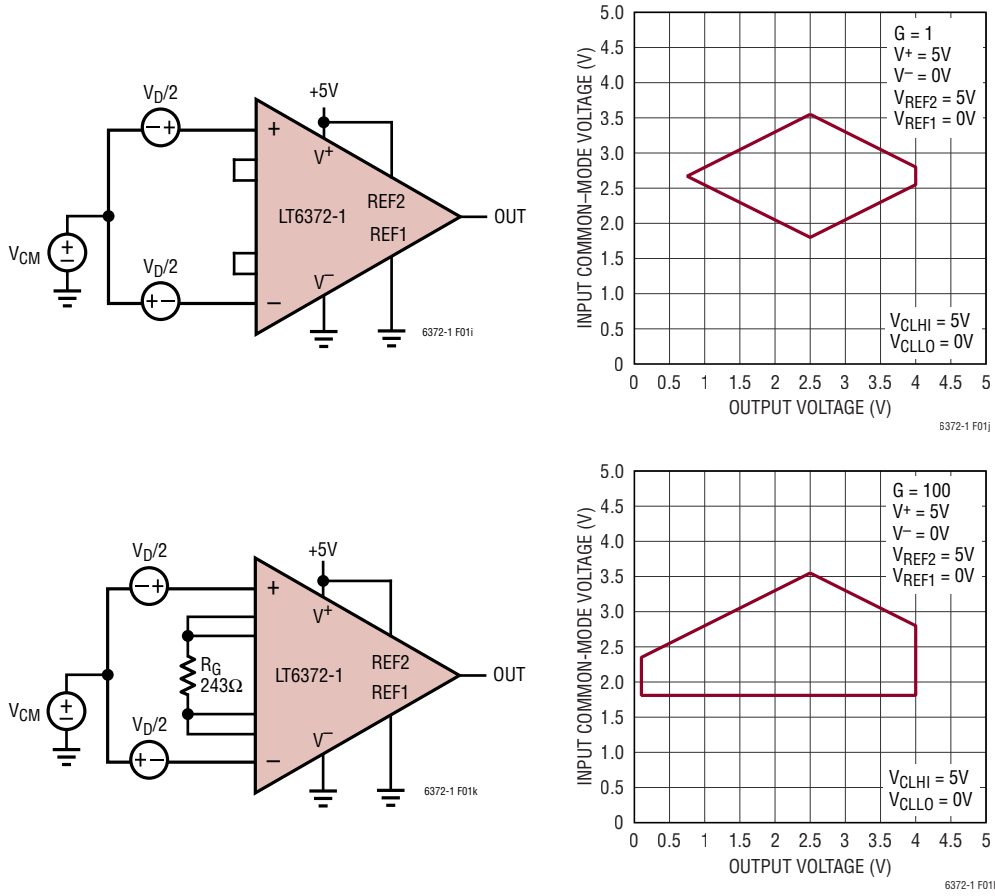 +5V
V_D/2
+
V+
REF2
LT6372-1
REF1
OUT
V_CM
V_D/2
V−
−
6372-1 F01i
INPUT COMMON–MODE VOLTAGE (V)
5.0
4.5
4.0
3.5
3.0
2.5
2.0
1.5
1.0
0.5
0
G = 1
V+ = 5V
V− = 0V
V_REF2 = 5V
V_REF1 = 0V
V_CLHI = 5V
V_CLLO = 0V
0 0.5 1 1.5 2 2.5 3 3.5 4 4.5 5
OUTPUT VOLTAGE (V)
6372-1 F01j
+5V
V_D/2
+
V+
R_G
243Ω
REF2
LT6372-1
REF1
OUT
V_CM
V_D/2
V−
−
6372-1 F01k
INPUT COMMON-MODE VOLTAGE (V)
5.0
4.5
4.0
3.5
3.0
2.5
2.0
1.5
1.0
0.5
0
G = 100
V+ = 5V
V− = 0V
V_REF2 = 5V
V_REF1 = 0V
V_CLHI = 5V
V_CLLO = 0V
0 0.5 1 1.5 2 2.5 3 3.5 4 4.5 5
OUTPUT VOLTAGE (V)
6372-1 F01l